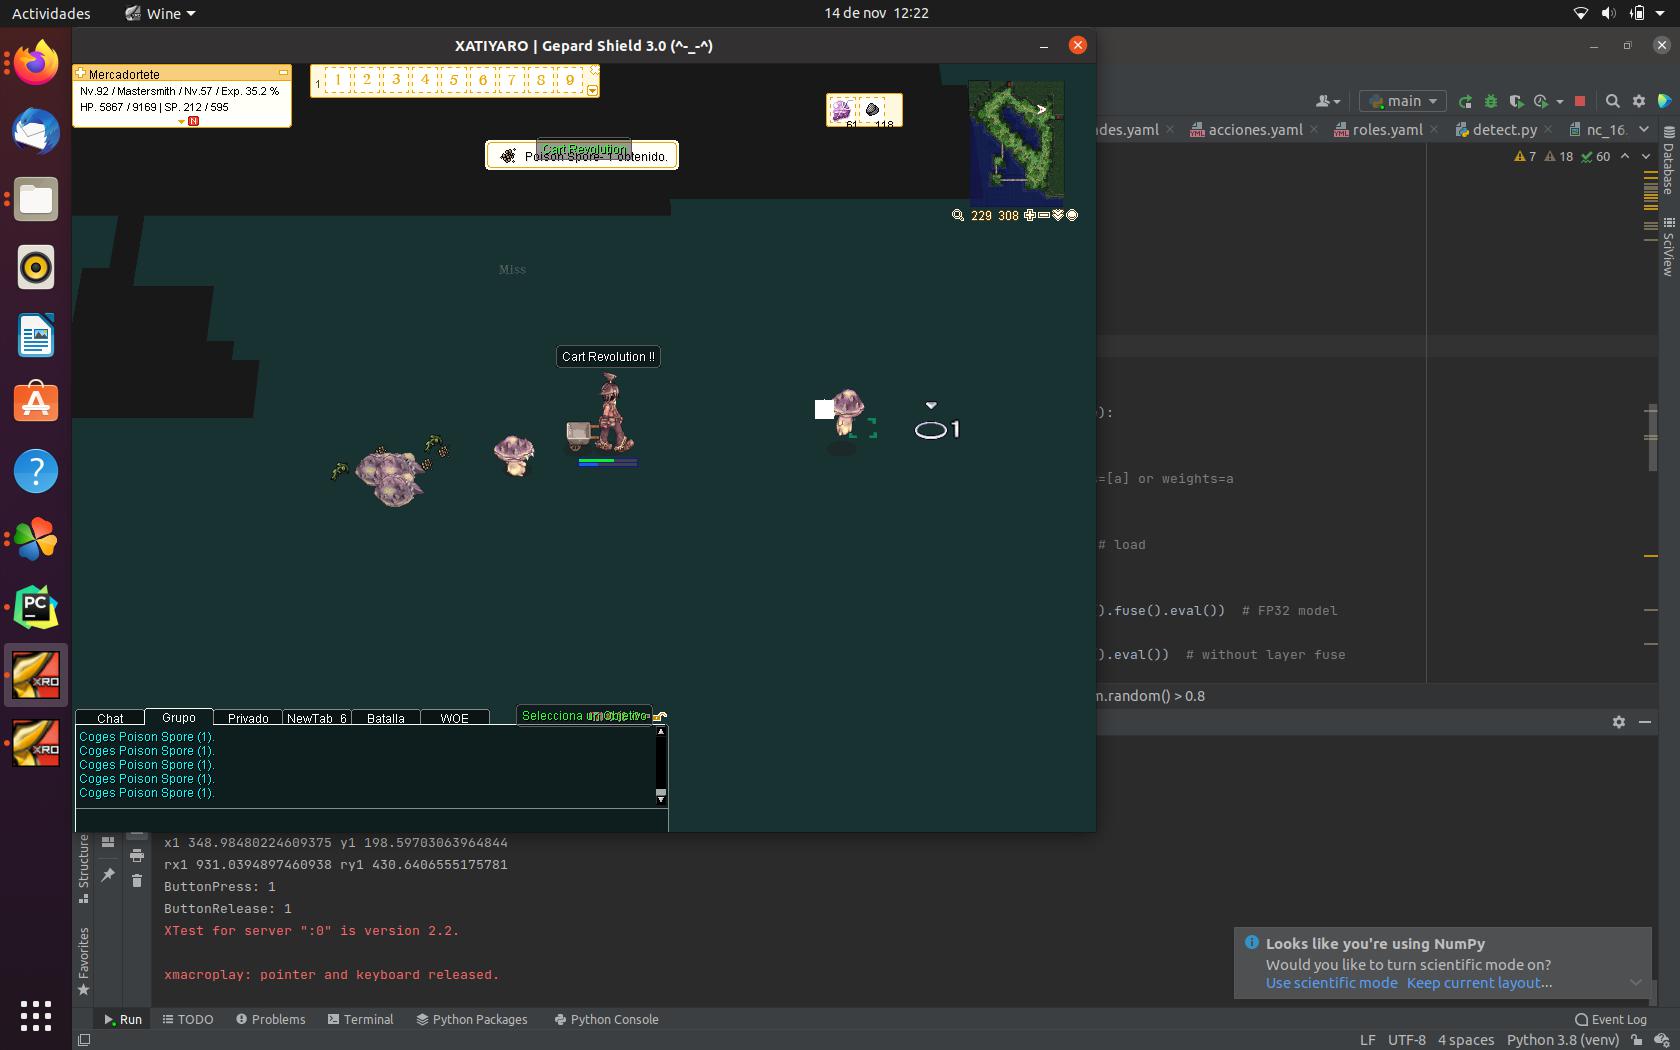 Actividades
Wine
14 de nov 12:22
XATIYARO | Gepard Shield 3.0 (^-_-^)
Mercadortete
Nv.92 / Mastersmith / Nv.57 / Exp. 35.2 %
HP. 5867 / 9169 | SP. 212 / 595
N
1
1 2 3 4 5 6 7 8 9
61 118
Cart Revolution
Poison Spore- 1 obtenido.
229 308
Miss
Cart Revolution !!
1
main
acciones.yaml
roles.yaml
detect.py
7 18 60
Database
SciView
):
=[a] or weights=a
# load
).fuse().eval()) # FP32 model
).eval()) # without layer fuse
m.random() > 0.8
Chat
Grupo
Privado
NewTab_6
Batalla
WOE
Coges Poison Spore (1).
Coges Poison Spore (1).
Coges Poison Spore (1).
Coges Poison Spore (1).
Coges Poison Spore (1).
PC
XRO
XRO
Structure
Favorites
x1 348.98480224609375 y1 198.59703063964844
rx1 931.0394897460938 ry1 430.6406555175781
ButtonPress: 1
ButtonRelease: 1
XTest for server ":0" is version 2.2.
xmacroplay: pointer and keyboard released.
Looks like you're using NumPy
Would you like to turn scientific mode on?
Use scientific mode Keep current layout...
Run
TODO
Problems
Terminal
Python Packages
Python Console
Event Log
LF UTF-8 4 spaces Python 3.8 (venv)